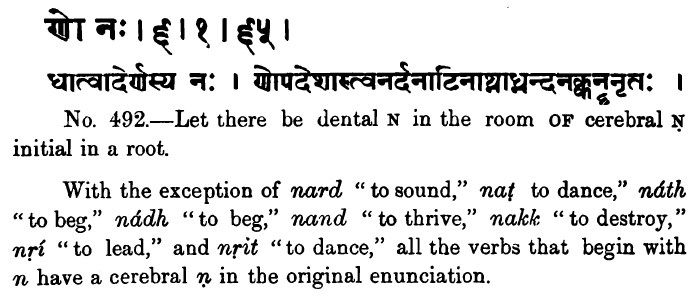 णो नः । ६ । १ । ६५ ।
धात्वादेर्णस्य नः । णोपदेशास्त्वनर्दनाटिनाथ्नाध्नन्दनक्कनॄनृतः ।
No. 492.—Let there be dental N in the room OF cerebral Ṇ
initial in a root.
With the exception of nard “to sound,” naṭ to dance,” náth
“to beg,” nádh “to beg,” nand “to thrive,” nakk “to destroy,”
nṛí “to lead,” and nṛit “to dance,” all the verbs that begin with
n have a cerebral ṇ in the original enunciation.